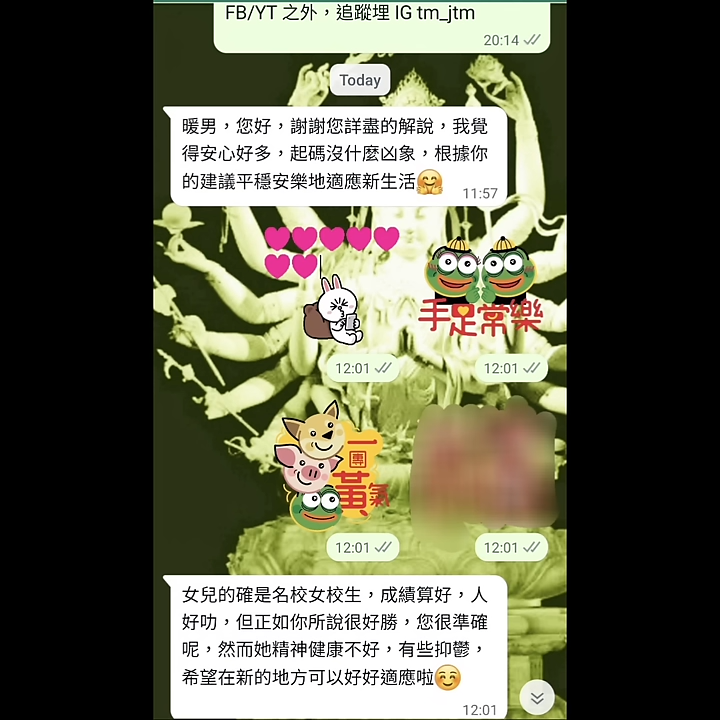 FB/YT 之外，追蹤埋 IG tm_jtm
20:14
Today
暖男，您好，謝謝您詳盡的解說，我覺
得安心好多，起碼沒什麼凶象，根據你
的建議平穩安樂地適應新生活
11:57
手足常樂
12:01
12:01
一
團
黃
氣
12:01
12:01
女兒的確是名校女校生，成績算好，人
好叻，但正如你所說很好勝，您很準確
呢，然而她精神健康不好，有些抑鬱，
希望在新的地方可以好好適應啦
12:01